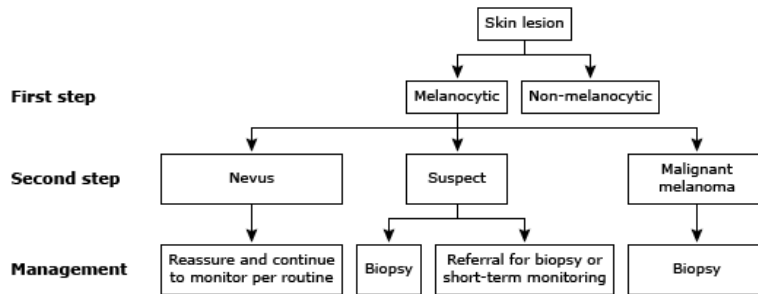 Skin lesion
First step
Melanocytic
Non-melanocytic
Second step
Nevus
Suspect
Malignant
melanoma
Management
Reassure and continue
to monitor per routine
Biopsy
Referral for biopsy or
short-term monitoring
Biopsy